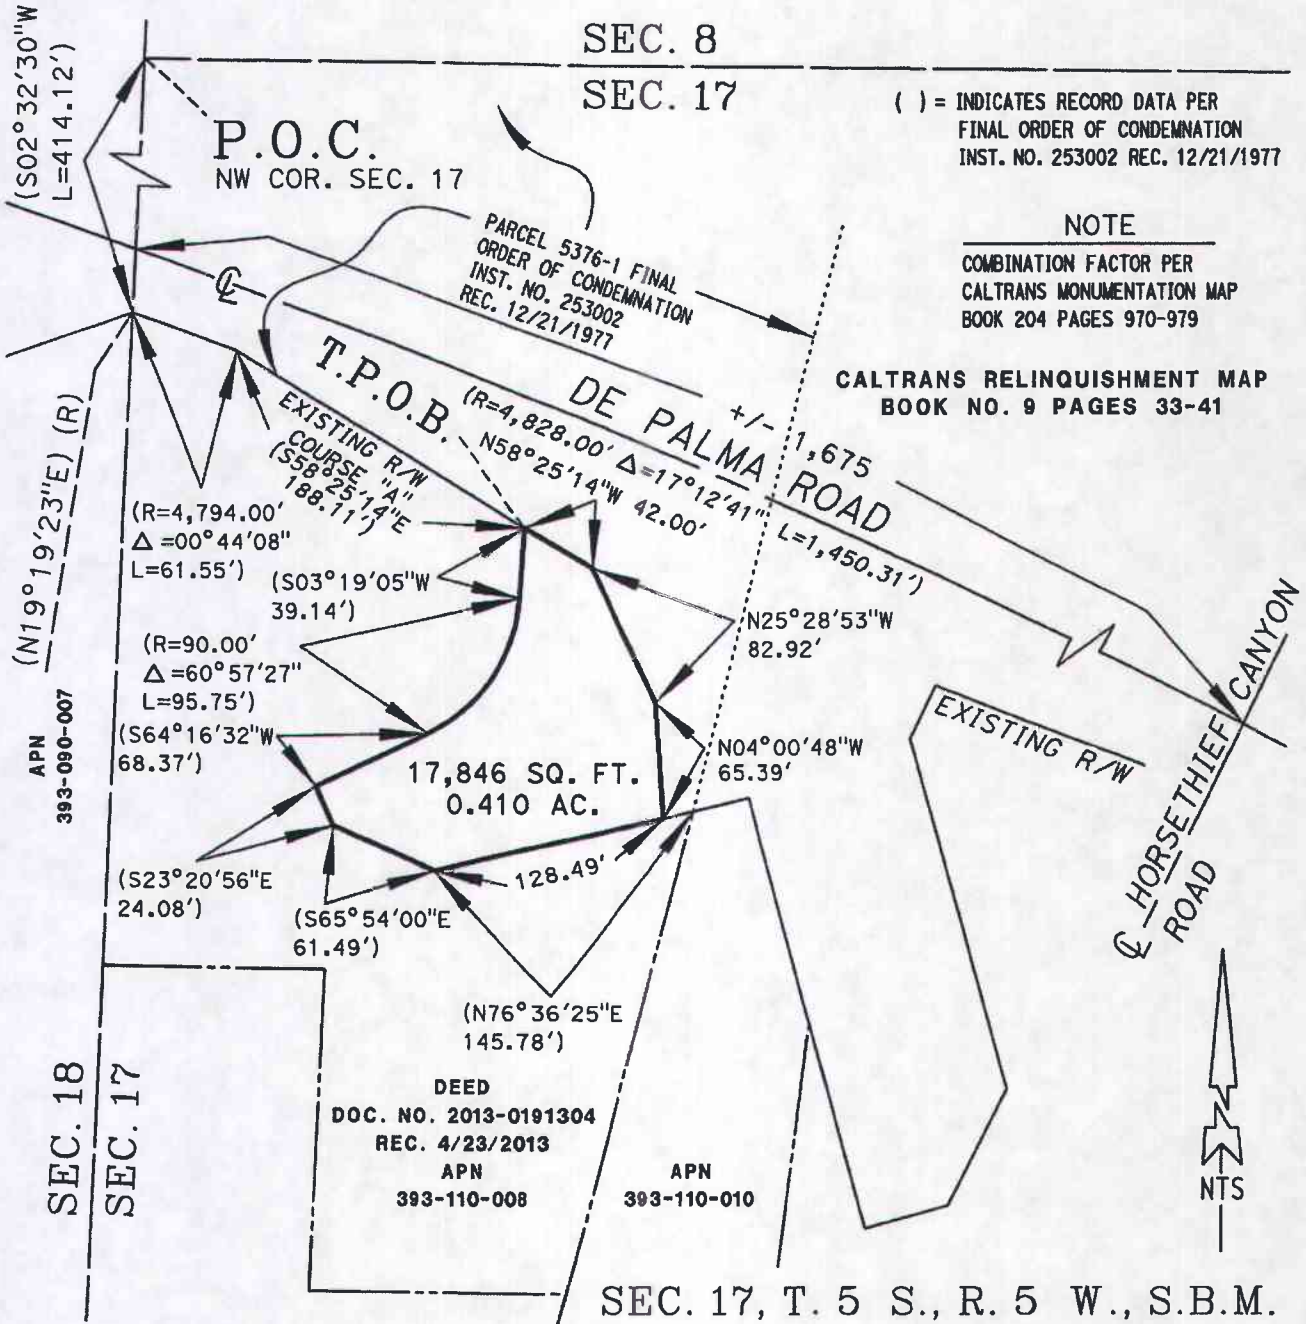 SEC. 8
SEC. 17
(S02°32'30"W
L=414.12')
P.O.C.
NW COR. SEC. 17
( ) = INDICATES RECORD DATA PER
FINAL ORDER OF CONDEMNATION
INST. NO. 253002 REC. 12/21/1977
NOTE
COMBINATION FACTOR PER
CALTRANS MONUMENTATION MAP
BOOK 204 PAGES 970-979
CALTRANS RELINQUISHMENT MAP
BOOK NO. 9 PAGES 33-41
PARCEL 5376-1 FINAL
ORDER OF CONDEMNATION
INST. NO. 253002
REC. 12/21/1977
℄
T.P.O.B.
DE PALMA ROAD
+/- 1,675
(R=4,828.00' Δ=17°12'41" L=1,450.31')
N58°25'14"W 42.00'
EXISTING R/W
COURSE "A"
(S58°25'14"E
188.11')
(N19°19'23"E) (R)
(R=4,794.00'
Δ=00°44'08"
L=61.55')
(S03°19'05"W
39.14')
(R=90.00'
Δ=60°57'27"
L=95.75')
(S64°16'32"W
68.37')
APN
393-090-007
N25°28'53"W
82.92'
N04°00'48"W
65.39'
17,846 SQ. FT.
0.410 AC.
EXISTING R/W
℄ HORSETHIEF CANYON
ROAD
(S23°20'56"E
24.08')
(S65°54'00"E
61.49')
128.49'
(N76°36'25"E
145.78')
DEED
DOC. NO. 2013-0191304
REC. 4/23/2013
APN
393-110-008
APN
393-110-010
SEC. 18
SEC. 17
N
NTS
SEC. 17, T. 5 S., R. 5 W., S.B.M.